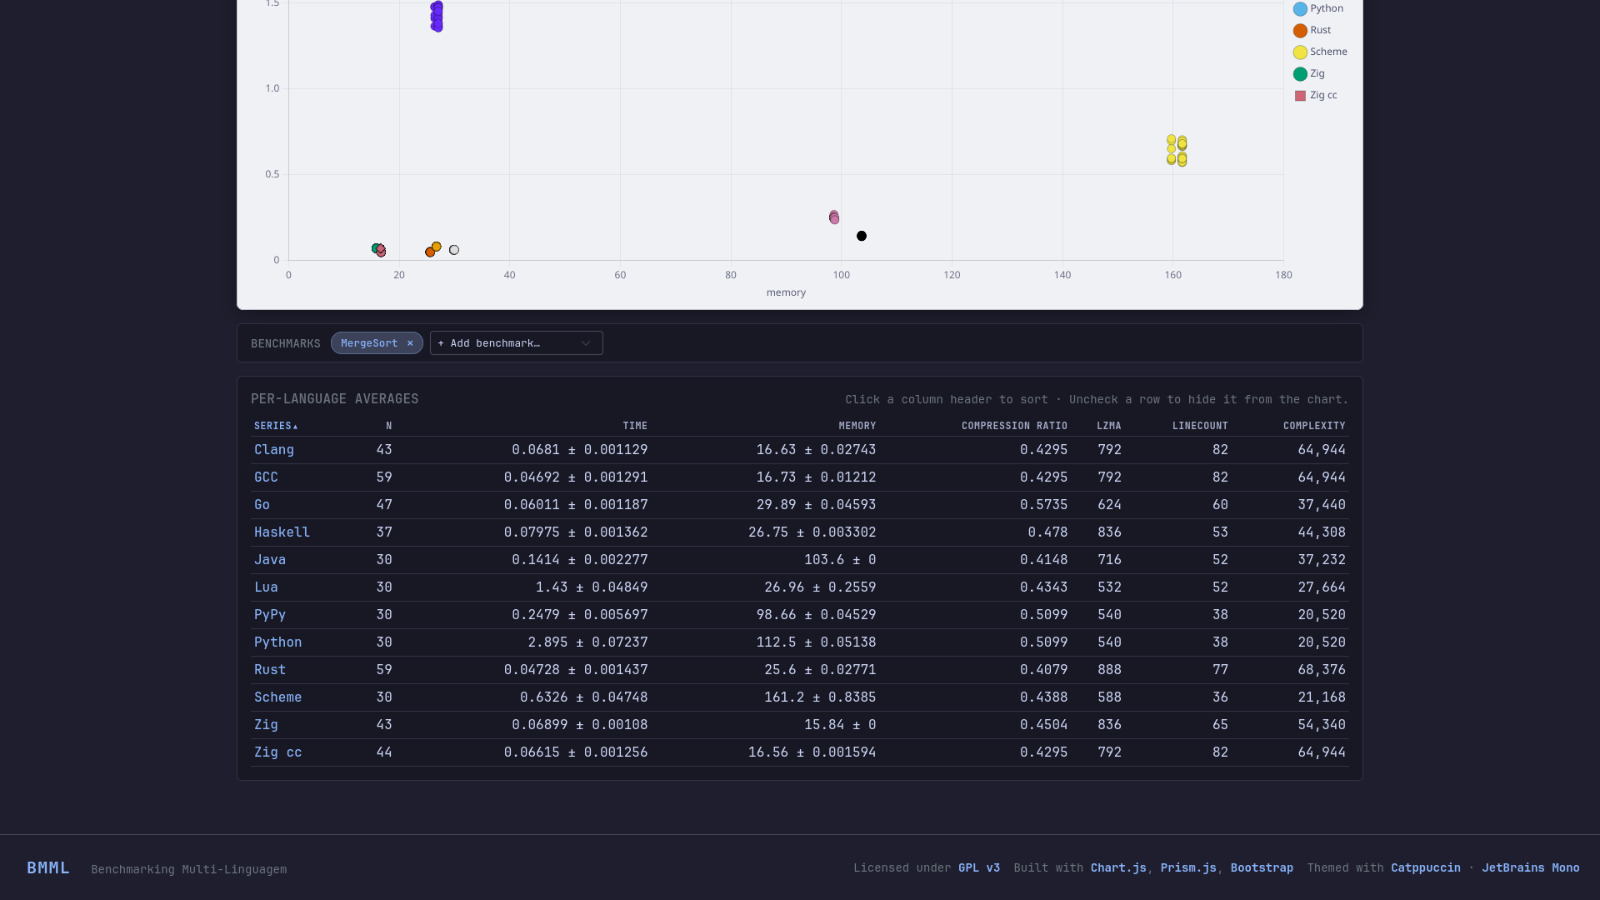 1.5
1.0
0.5
0
0 20 40 60 80 100 120 140 160 180
memory
Python
Rust
Scheme
Zig
Zig cc
BENCHMARKS MergeSort × + Add benchmark…
PER-LANGUAGE AVERAGES Click a column header to sort · Uncheck a row to hide it from the chart.
SERIES▴ N TIME MEMORY COMPRESSION RATIO LZMA LINECOUNT COMPLEXITY
Clang 43 0.0681 ± 0.001129 16.63 ± 0.02743 0.4295 792 82 64,944
GCC 59 0.04692 ± 0.001291 16.73 ± 0.01212 0.4295 792 82 64,944
Go 47 0.06011 ± 0.001187 29.89 ± 0.04593 0.5735 624 60 37,440
Haskell 37 0.07975 ± 0.001362 26.75 ± 0.003302 0.478 836 53 44,308
Java 30 0.1414 ± 0.002277 103.6 ± 0 0.4148 716 52 37,232
Lua 30 1.43 ± 0.04849 26.96 ± 0.2559 0.4343 532 52 27,664
PyPy 30 0.2479 ± 0.005697 98.66 ± 0.04529 0.5099 540 38 20,520
Python 30 2.895 ± 0.07237 112.5 ± 0.05138 0.5099 540 38 20,520
Rust 59 0.04728 ± 0.001437 25.6 ± 0.02771 0.4079 888 77 68,376
Scheme 30 0.6326 ± 0.04748 161.2 ± 0.8385 0.4388 588 36 21,168
Zig 43 0.06899 ± 0.00108 15.84 ± 0 0.4504 836 65 54,340
Zig cc 44 0.06615 ± 0.001256 16.56 ± 0.001594 0.4295 792 82 64,944
BMML Benchmarking Multi-Linguagem Licensed under GPL v3 Built with Chart.js, Prism.js, Bootstrap Themed with Catppuccin · JetBrains Mono